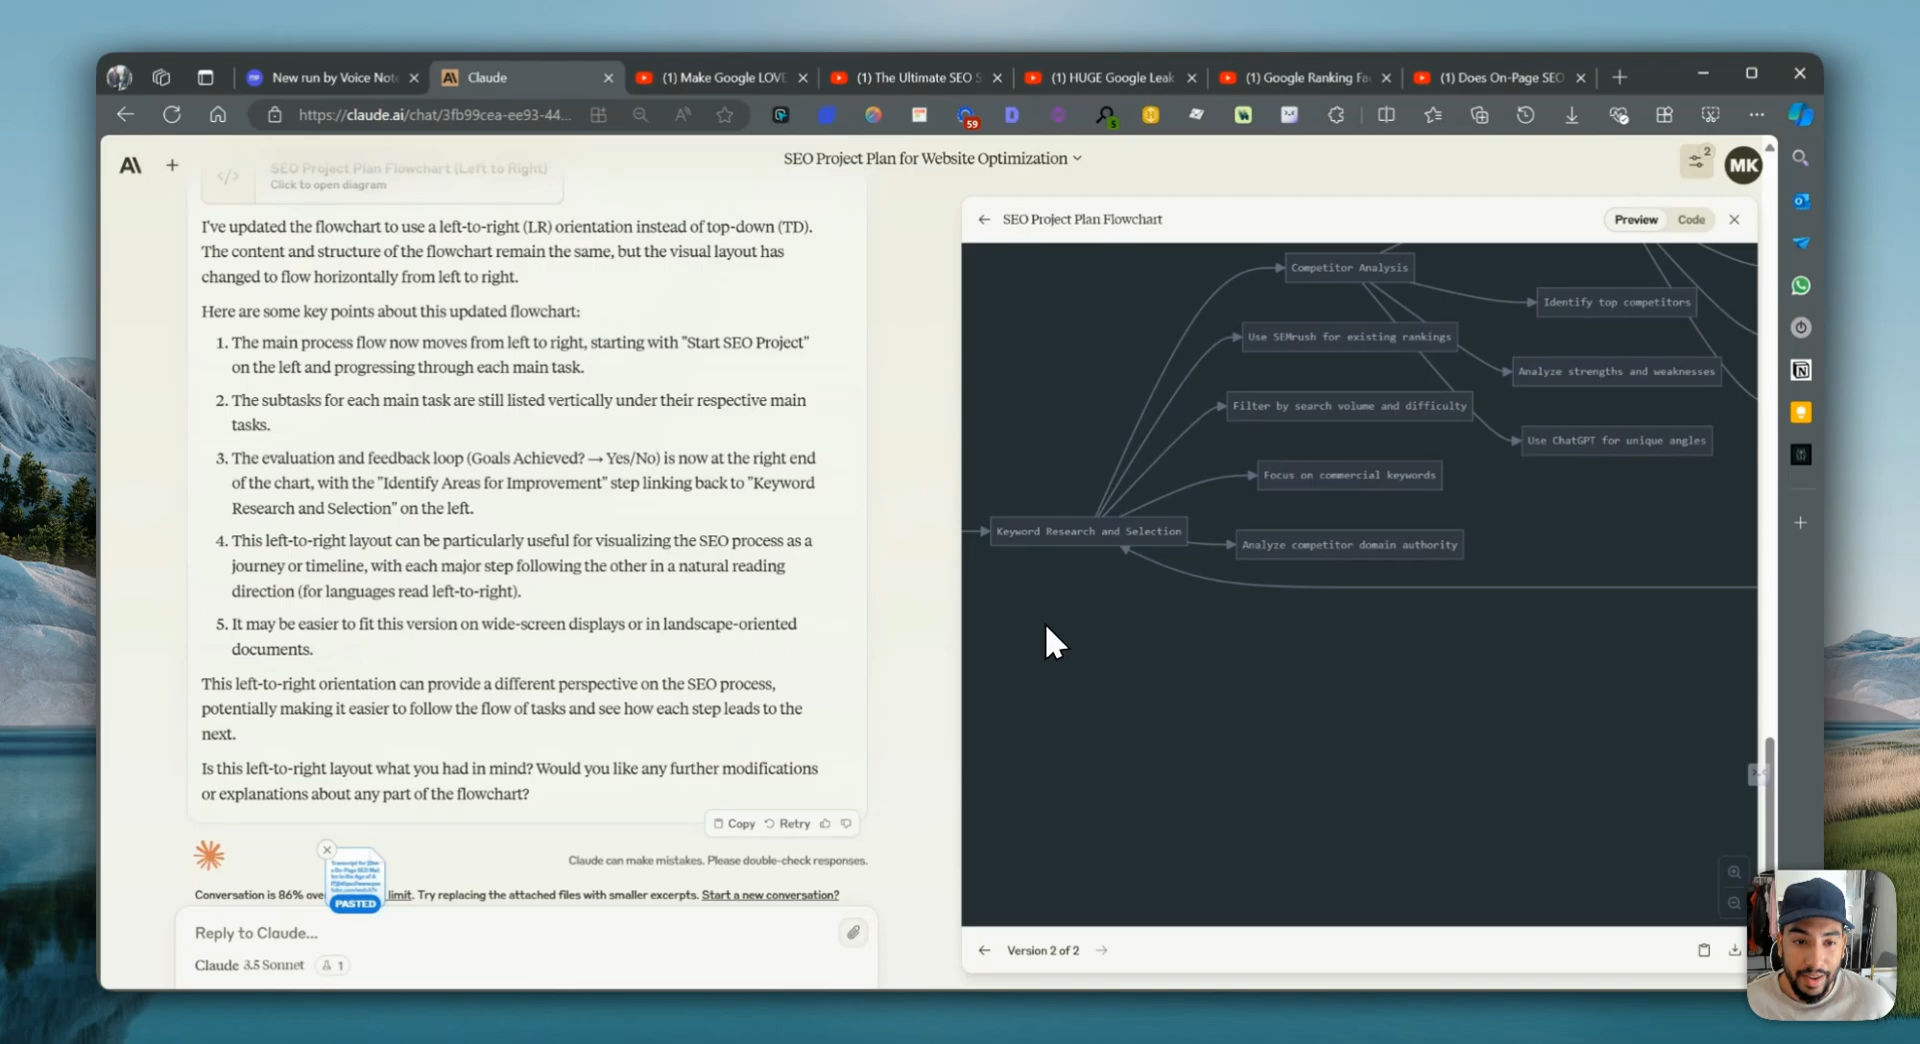 New run by Voice Note
Claude
(1) Make Google LOVE
(1) The Ultimate SEO S
(1) HUGE Google Leak
(1) Google Ranking Fa
(1) Does On-Page SEO
https://claude.ai/chat/3fb99cea-ee93-44...
59
5
SEO Project Plan for Website Optimization
2
MK
SEO Project Plan Flowchart (Left to Right)
Click to open diagram
I've updated the flowchart to use a left-to-right (LR) orientation instead of top-down (TD).
The content and structure of the flowchart remain the same, but the visual layout has
changed to flow horizontally from left to right.
Here are some key points about this updated flowchart:
1. The main process flow now moves from left to right, starting with "Start SEO Project"
on the left and progressing through each main task.
2. The subtasks for each main task are still listed vertically under their respective main
tasks.
3. The evaluation and feedback loop (Goals Achieved? → Yes/No) is now at the right end
of the chart, with the "Identify Areas for Improvement" step linking back to "Keyword
Research and Selection" on the left.
4. This left-to-right layout can be particularly useful for visualizing the SEO process as a
journey or timeline, with each major step following the other in a natural reading
direction (for languages read left-to-right).
5. It may be easier to fit this version on wide-screen displays or in landscape-oriented
documents.
This left-to-right orientation can provide a different perspective on the SEO process,
potentially making it easier to follow the flow of tasks and see how each step leads to the
next.
Is this left-to-right layout what you had in mind? Would you like any further modifications
or explanations about any part of the flowchart?
Copy Retry
Claude can make mistakes. Please double-check responses.
Conversation is 86% ove limit. Try replacing the attached files with smaller excerpts. Start a new conversation?
PASTED
Reply to Claude...
Claude 3.5 Sonnet 1
SEO Project Plan Flowchart
Preview Code
Competitor Analysis
Identify top competitors
Use SEMrush for existing rankings
Analyze strengths and weaknesses
Filter by search volume and difficulty
Use ChatGPT for unique angles
Focus on commercial keywords
Keyword Research and Selection
Analyze competitor domain authority
Version 2 of 2